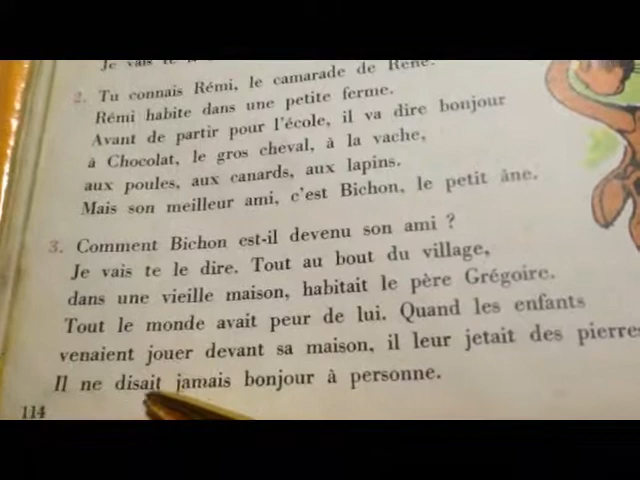 Je vais te
2. Tu connais Rémi, le camarade de René.
Rémi habite dans une petite ferme.
Avant de partir pour l'école, il va dire bonjour
à Chocolat, le gros cheval, à la vache,
aux poules, aux canards, aux lapins.
Mais son meilleur ami, c'est Bichon, le petit âne.
3. Comment Bichon est-il devenu son ami ?
Je vais te le dire. Tout au bout du village,
dans une vieille maison, habitait le père Grégoire.
Tout le monde avait peur de lui. Quand les enfants
venaient jouer devant sa maison, il leur jetait des pierres
Il ne disait jamais bonjour à personne.
114